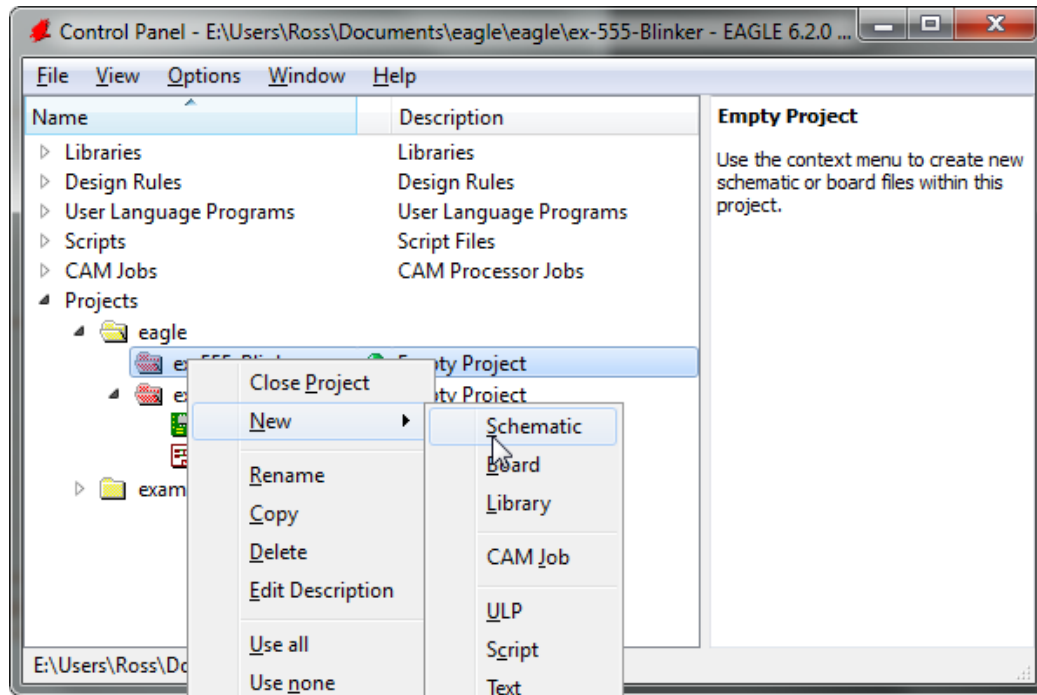 Control Panel - E:\Users\Ross\Documents\eagle\eagle\ex-555-Blinker - EAGLE 6.2.0 ...
File View Options Window Help
Name Description
Libraries Libraries
Design Rules Design Rules
User Language Programs User Language Programs
Scripts Script Files
CAM Jobs CAM Processor Jobs
Projects
eagle
Project
Project
exam
E:\Users\Ross\Do
Close Project
New
Rename
Copy
Delete
Edit Description
Use all
Use none
Schematic
Board
Library
CAM Job
ULP
Script
Text
Empty Project
Use the context menu to create new
schematic or board files within this
project.